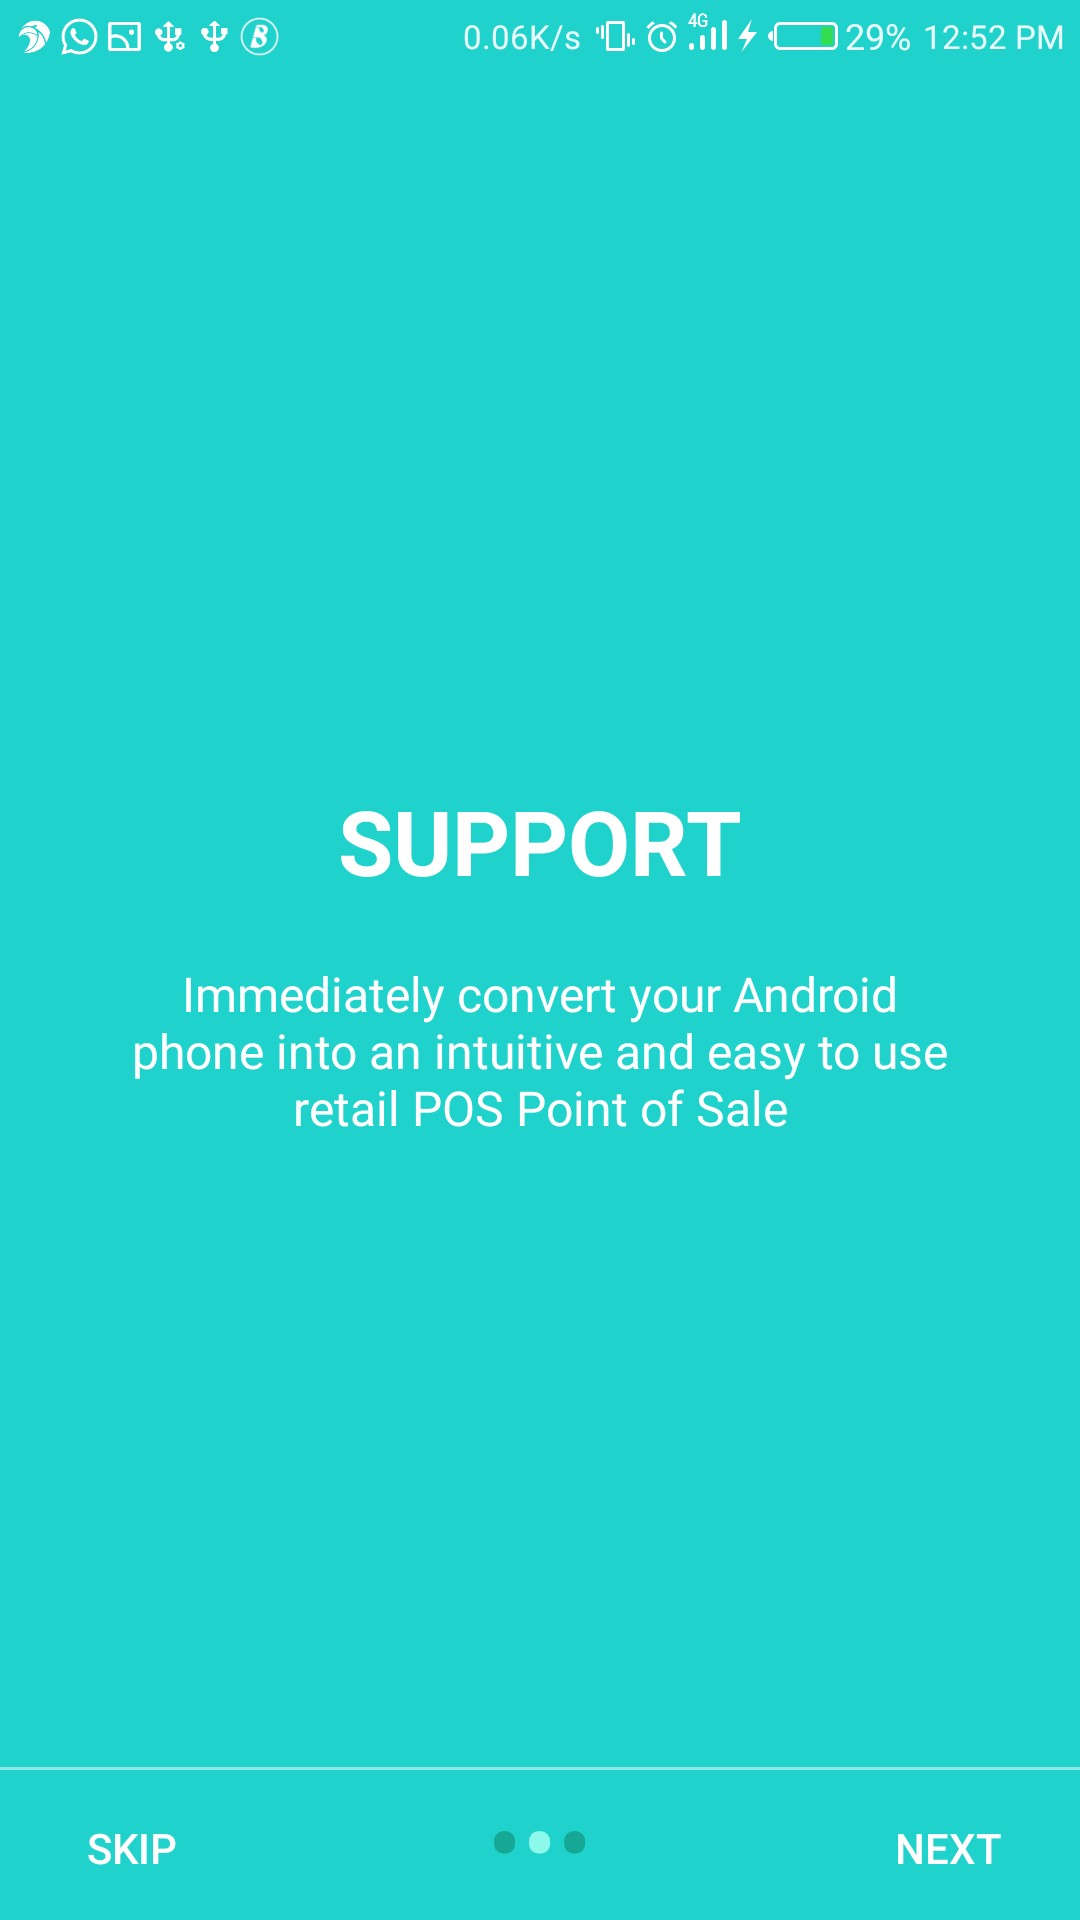 0.06K/s 4G 29% 12:52 PM
SUPPORT
Immediately convert your Android
phone into an intuitive and easy to use
retail POS Point of Sale
SKIP NEXT